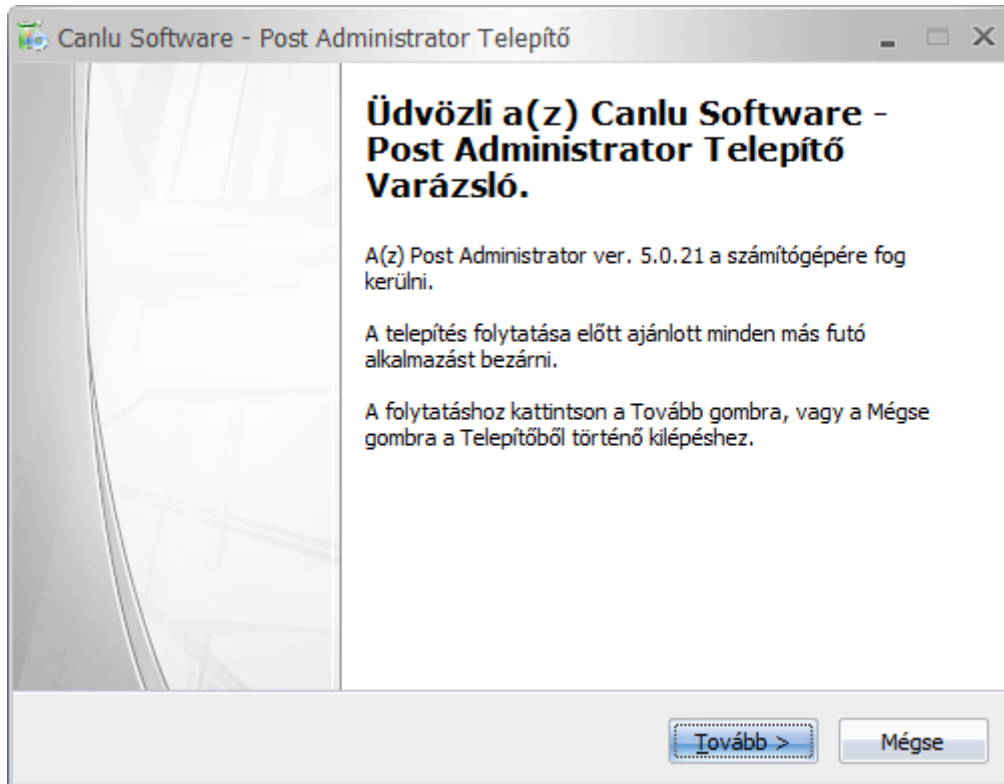 Canlu Software - Post Administrator Telepítő
Üdvözli a(z) Canlu Software -
Post Administrator Telepítő
Varázsló.
A(z) Post Administrator ver. 5.0.21 a számítógépére fog
kerülni.
A telepítés folytatása előtt ajánlott minden más futó
alkalmazást bezárni.
A folytatáshoz kattintson a Tovább gombra, vagy a Mégse
gombra a Telepítőből történő kilépéshez.
Tovább >
Mégse